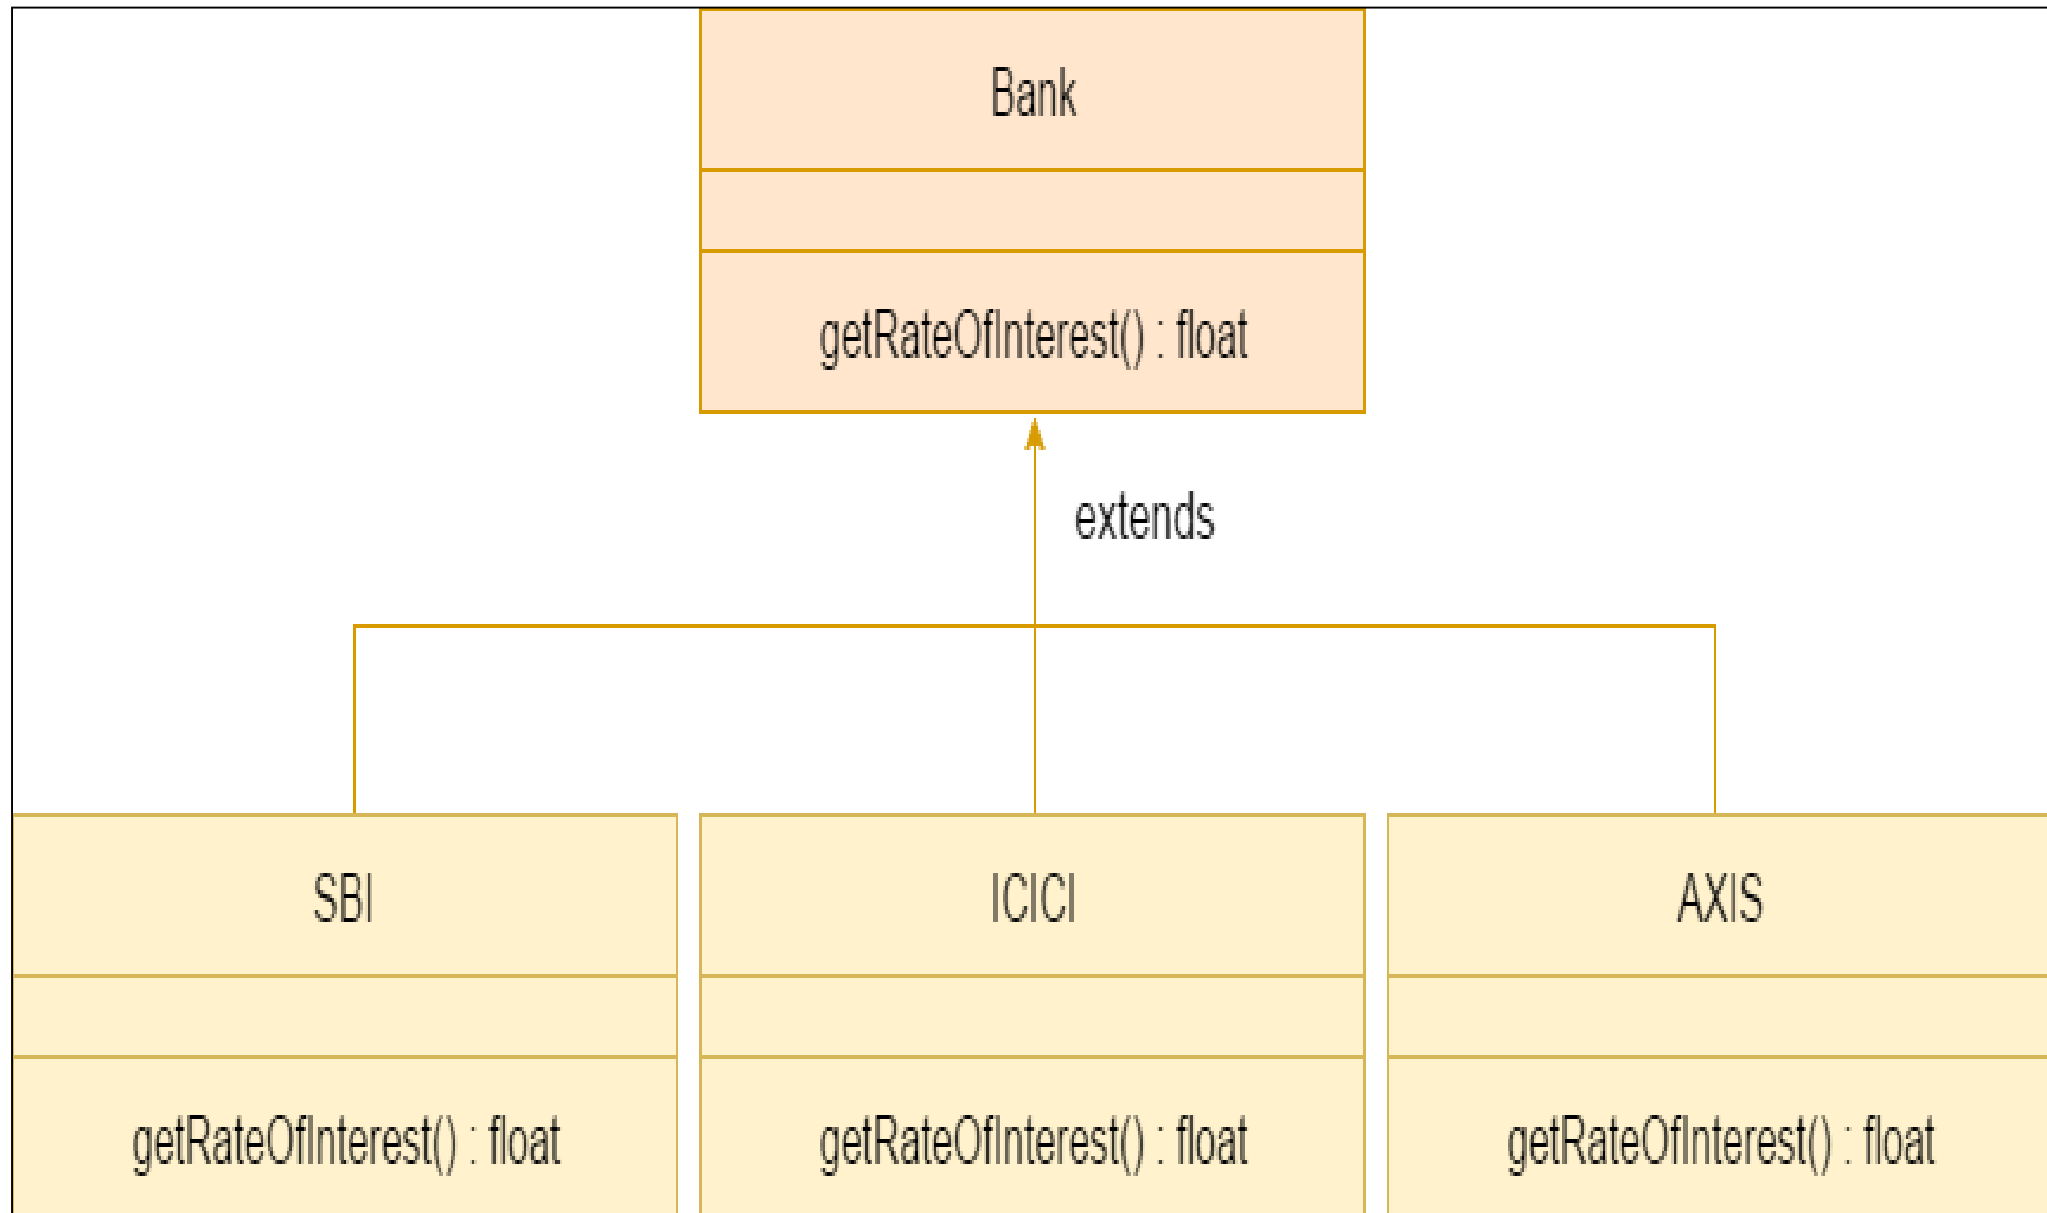 Bank
getRateOfInterest() : float
extends
SBI
ICICI
AXIS
getRateOfInterest() : float
getRateOfInterest() : float
getRateOfInterest() : float